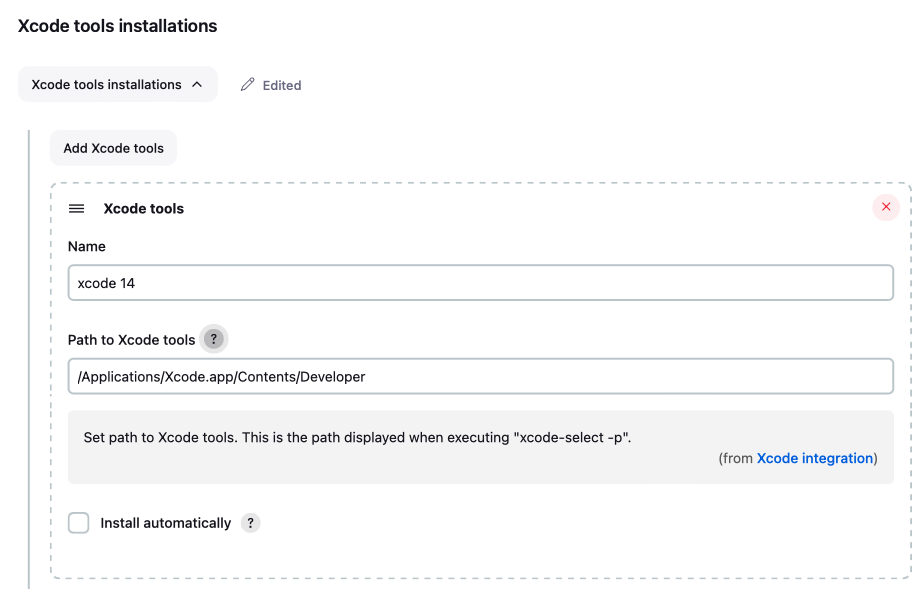 Xcode tools installations
Xcode tools installations
Edited
Add Xcode tools
Xcode tools
Name
xcode 14
Path to Xcode tools ?
/Applications/Xcode.app/Contents/Developer
Set path to Xcode tools. This is the path displayed when executing "xcode-select -p".
(from Xcode integration)
Install automatically ?